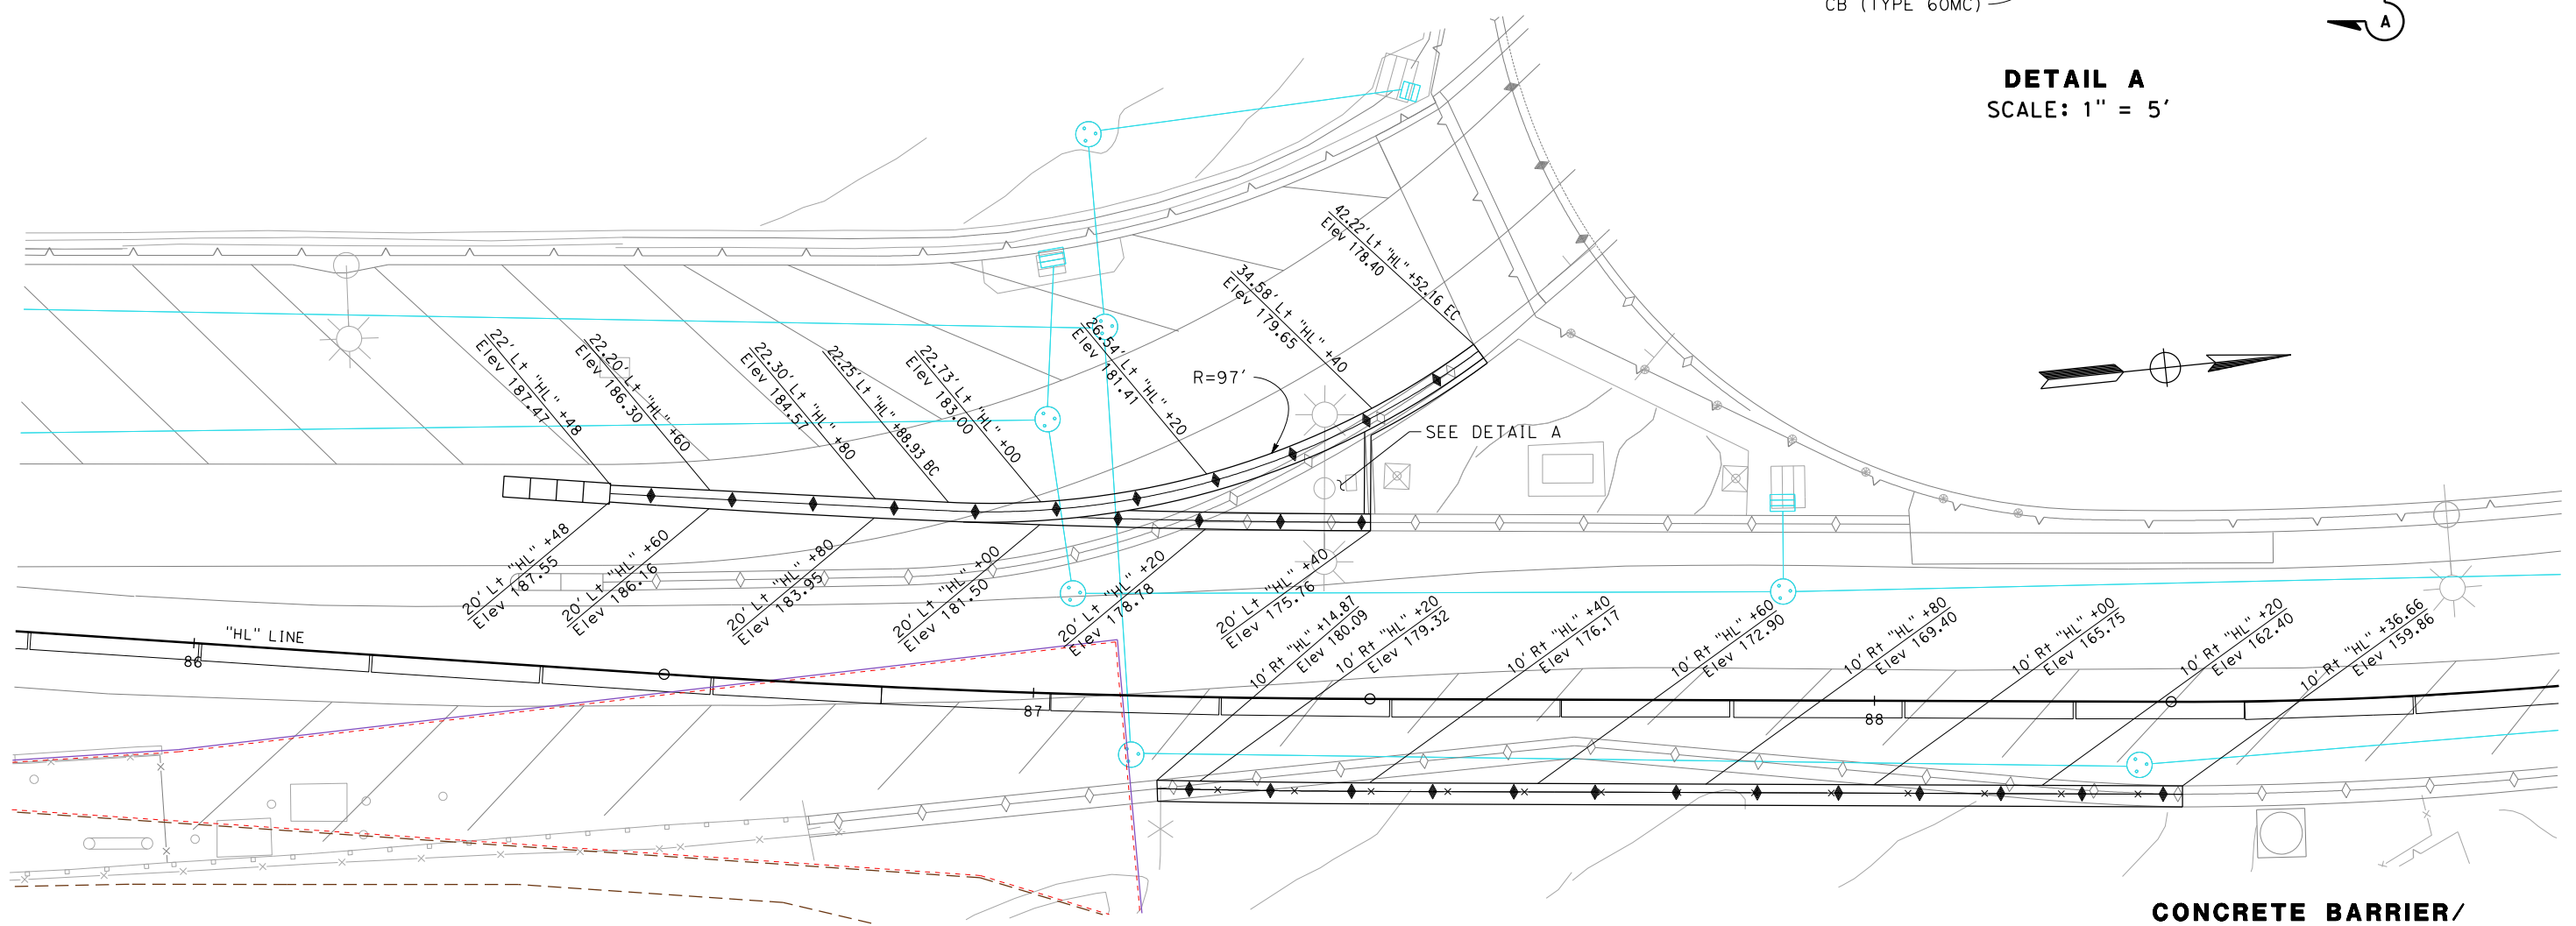 CB (TYPE 60MC)
A
DETAIL A
SCALE: 1" = 5'
42.22' Lt "HL" +52.16 EC
Elev 178.40
34.58' Lt "HL" +40
Elev 179.65
26.54' Lt "HL" +20
Elev 181.41
22.73' Lt "HL" +00
Elev 183.00
22.25' Lt "HL" +88.93 BC
22.30' Lt "HL" +80
Elev 184.57
22.20' Lt "HL" +60
Elev 186.30
22' Lt "HL" +48
Elev 187.47
R=97'
SEE DETAIL A
20' Lt "HL" +48
Elev 187.55
20' Lt "HL" +60
Elev 186.16
20' Lt "HL" +80
Elev 183.95
20' Lt "HL" +00
Elev 181.50
20' Lt "HL" +20
Elev 178.78
20' Lt "HL" +40
Elev 175.76
10' Rt "HL" +14.87
Elev 180.09
10' Rt "HL" +20
Elev 179.32
10' Rt "HL" +40
Elev 176.17
10' Rt "HL" +60
Elev 172.90
10' Rt "HL" +80
Elev 169.40
10' Rt "HL" +00
Elev 165.75
10' Rt "HL" +20
Elev 162.40
10' Rt "HL" +36.66
Elev 159.86
"HL" LINE
86
87
88
CONCRETE BARRIER/